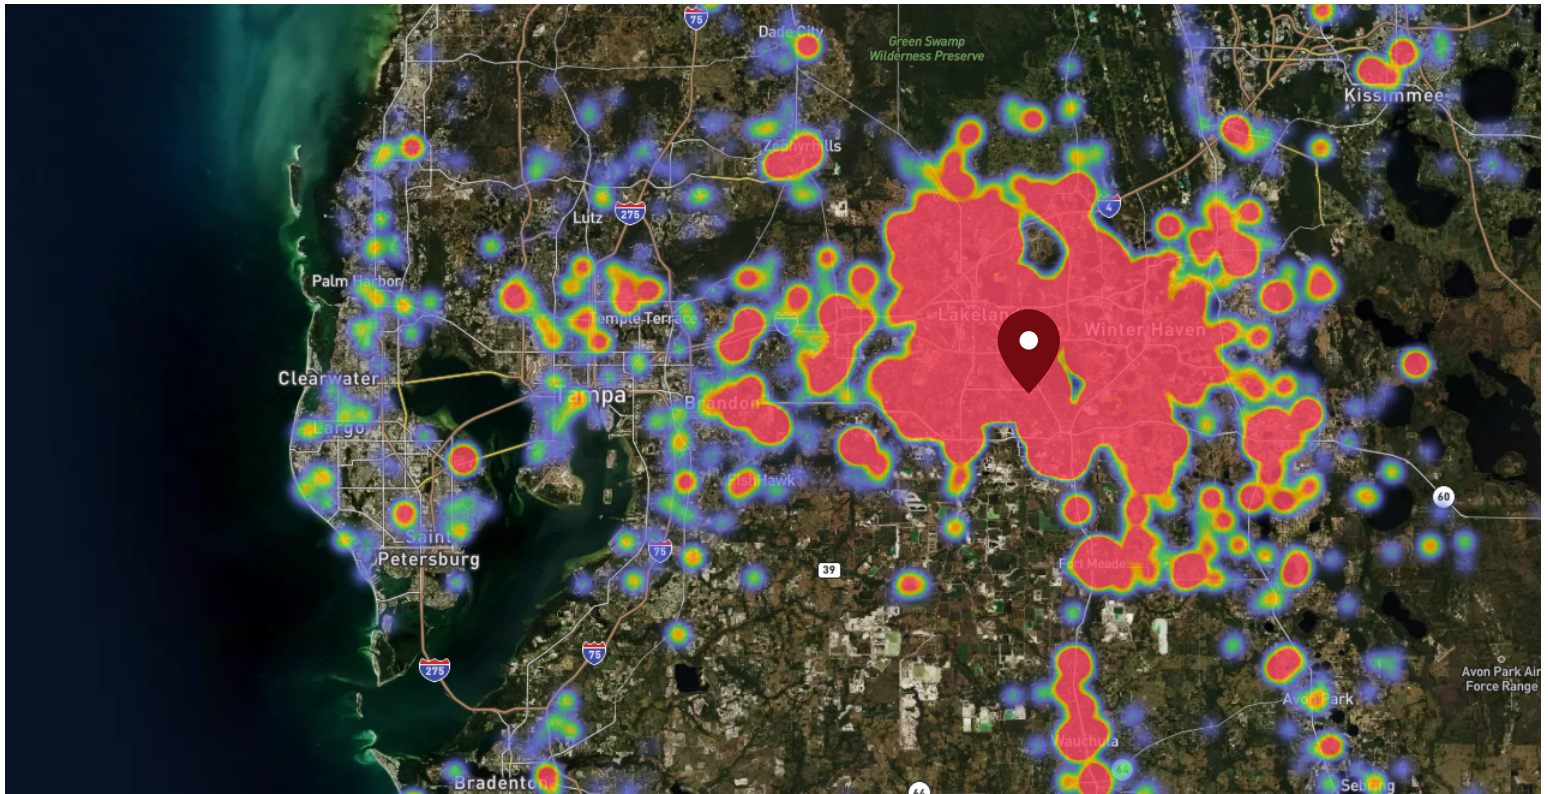 75
Dade City
Green Swamp
Wilderness Preserve
Kissimmee
Zephyrhills
Lutz
275
4
Palm Harbor
Temple Terrace
Lakeland
Winter Haven
Clearwater
Tampa
Brandon
Largo
FishHawk
60
Saint
Petersburg
75
39
Fort Meade
75
275
Avon Park Air
Force Range
Avon Park
Wauchula
64
Bradenton
Sebring